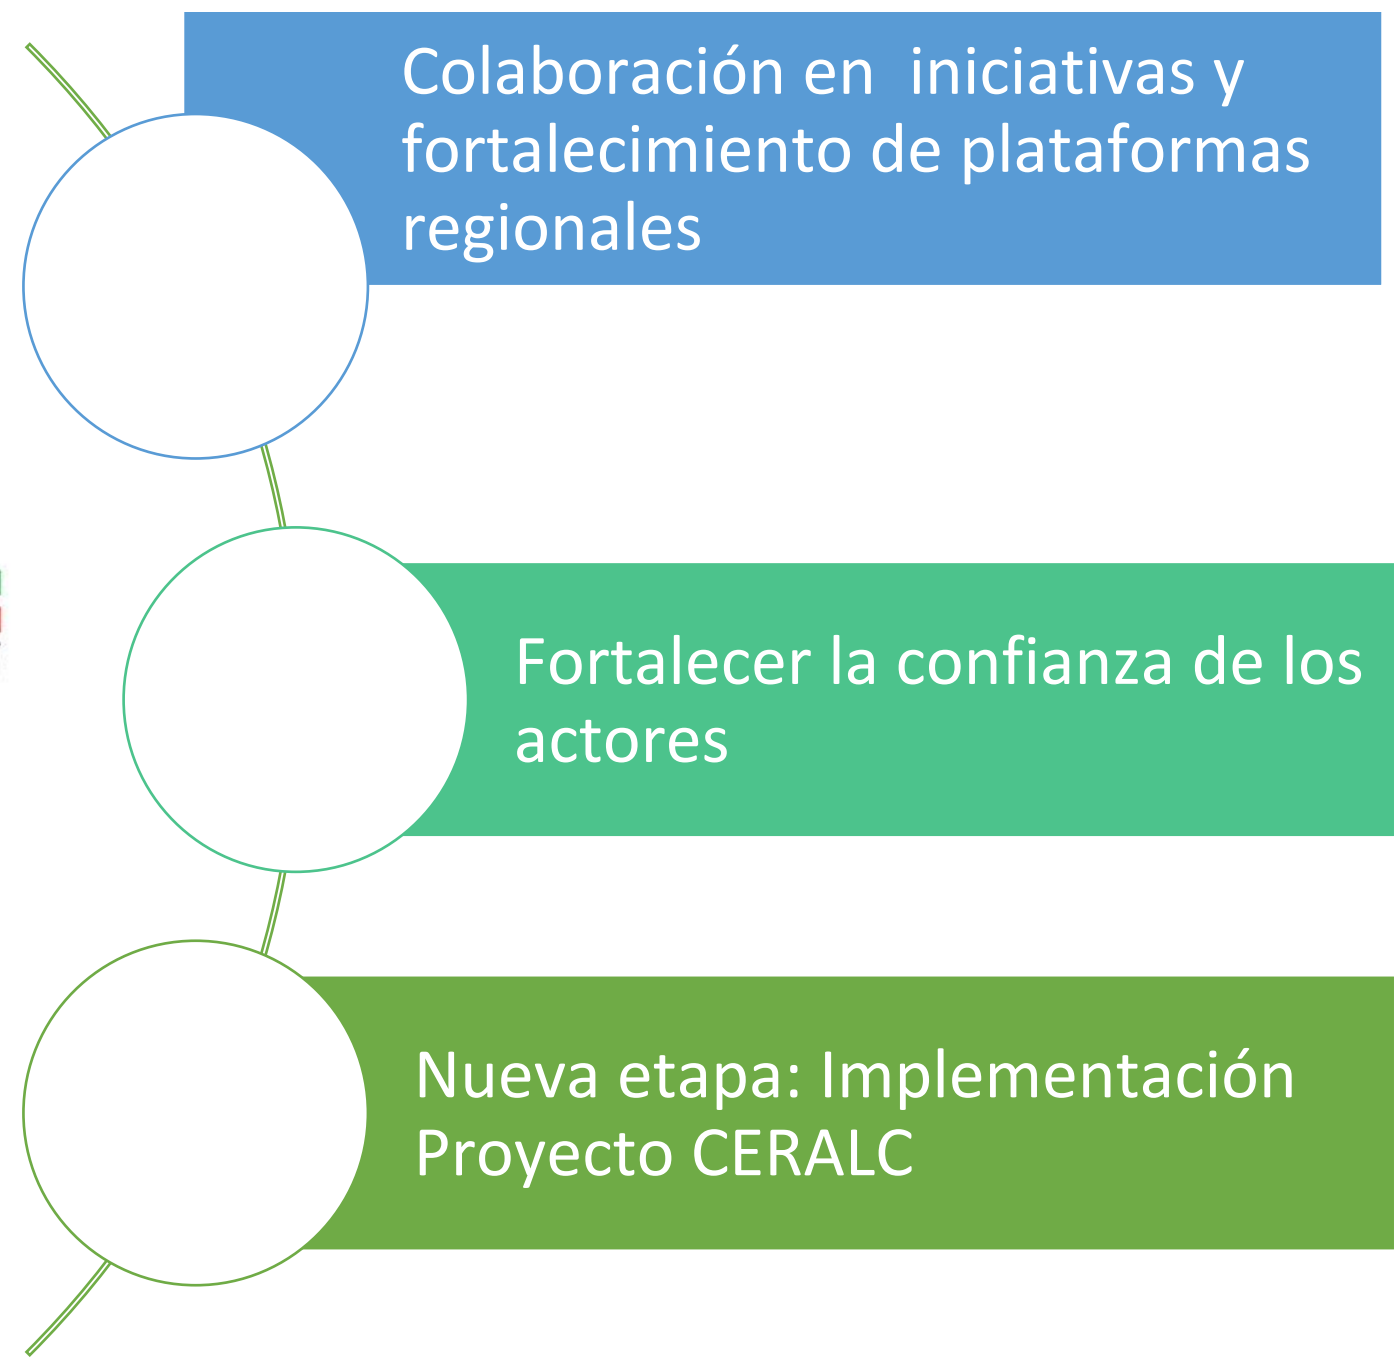 Colaboración en  iniciativas y
fortalecimiento de plataformas
regionales
Fortalecer la confianza de los
actores
Nueva etapa: Implementación
Proyecto CERALC